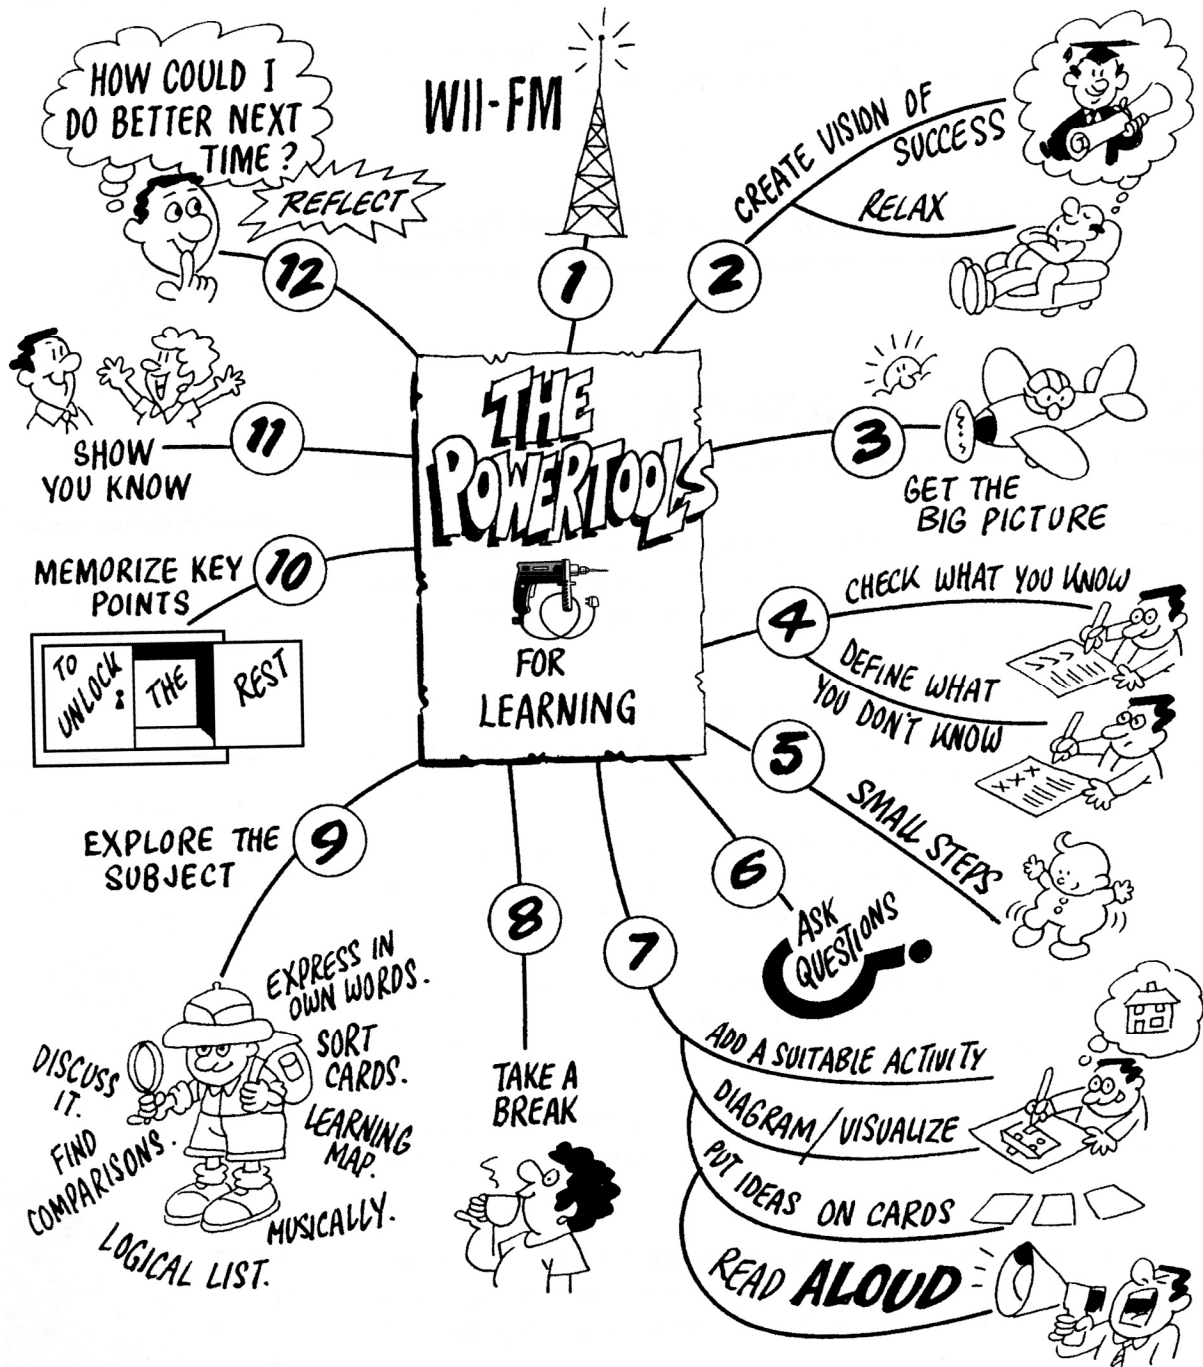 THE
POWERTOOLS
FOR
LEARNING
1
WII-FM
2
CREATE VISION OF
SUCCESS
RELAX
3
GET THE
BIG PICTURE
4
CHECK WHAT YOU KNOW
DEFINE WHAT
YOU DON'T KNOW
5
SMALL STEPS
6
ASK
QUESTIONS
7
ADD A SUITABLE ACTIVITY
DIAGRAM/VISUALIZE
PUT IDEAS ON CARDS
READ ALOUD
8
TAKE A
BREAK
9
EXPLORE THE
SUBJECT
EXPRESS IN
OWN WORDS.
SORT
CARDS.
LEARNING
MAP.
MUSICALLY.
LOGICAL LIST.
FIND
COMPARISONS.
DISCUSS
IT.
10
MEMORIZE KEY
POINTS
TO
UNLOCK
THE
REST
11
SHOW
YOU KNOW
12
REFLECT
HOW COULD I
DO BETTER NEXT
TIME?